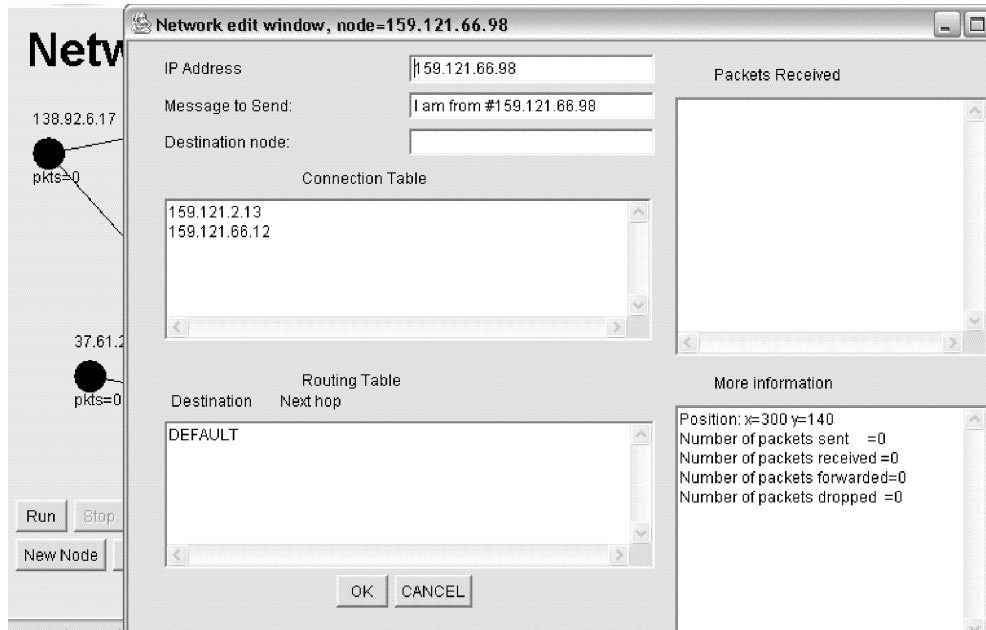 Netw
138.92.6.17
pkts=0
37.61.2
pkts=0
Run
Stop
New Node
Network edit window, node=159.121.66.98
IP Address
159.121.66.98
Message to Send:
I am from #159.121.66.98
Destination node:
Connection Table
159.121.2.13
159.121.66.12
Routing Table
Destination Next hop
DEFAULT
OK
CANCEL
Packets Received
More information
Position: x=300 y=140
Number of packets sent =0
Number of packets received =0
Number of packets forwarded=0
Number of packets dropped =0